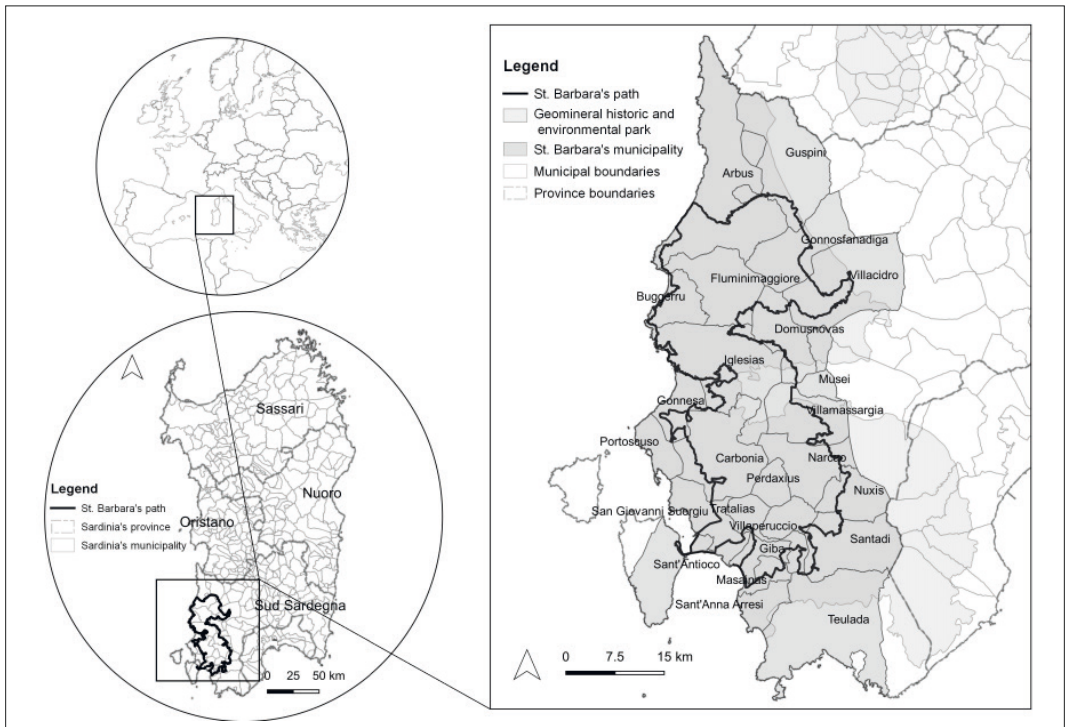 Sassari
Nuoro
Oristano
Legend
St. Barbara's path
Sardinia's province
Sardinia's municipality
Sud Sardegna
0 25 50 km
Legend
St. Barbara's path
Geomineral historic and
environmental park
St. Barbara's municipality
Municipal boundaries
Province boundaries
Guspini
Arbus
Gonnosfanadiga
Villacidro
Fluminimaggiore
Buggerru
Domusnovas
Iglesias
Musei
Gonnesa
Villamassargia
Portoscuso
Carbonia
Narcao
Perdaxius
Nuxis
San Giovanni Suergiu
Tratalias
Villaperuccio
Santadi
Giba
Sant'Antioco
Masainas
Sant'Anna Arresi
Teulada
0 7.5 15 km